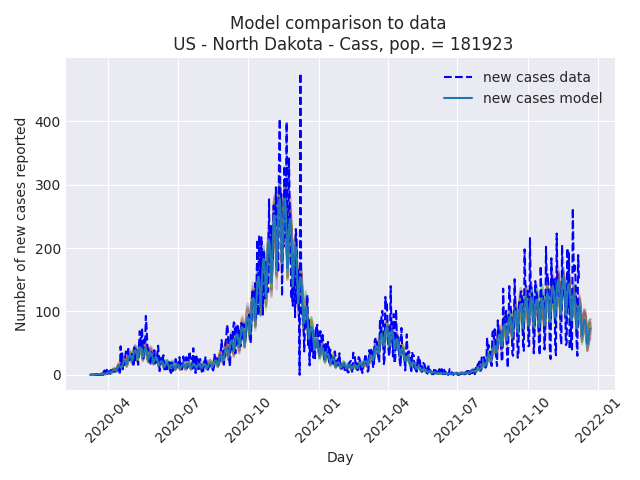 Model comparison to data
US - North Dakota - Cass, pop. = 181923
new cases data
new cases model
Number of new cases reported
400
300
200
100
0
2020-04
2020-07
2020-10
2021-01
2021-04
2021-07
2021-10
2022-01
Day